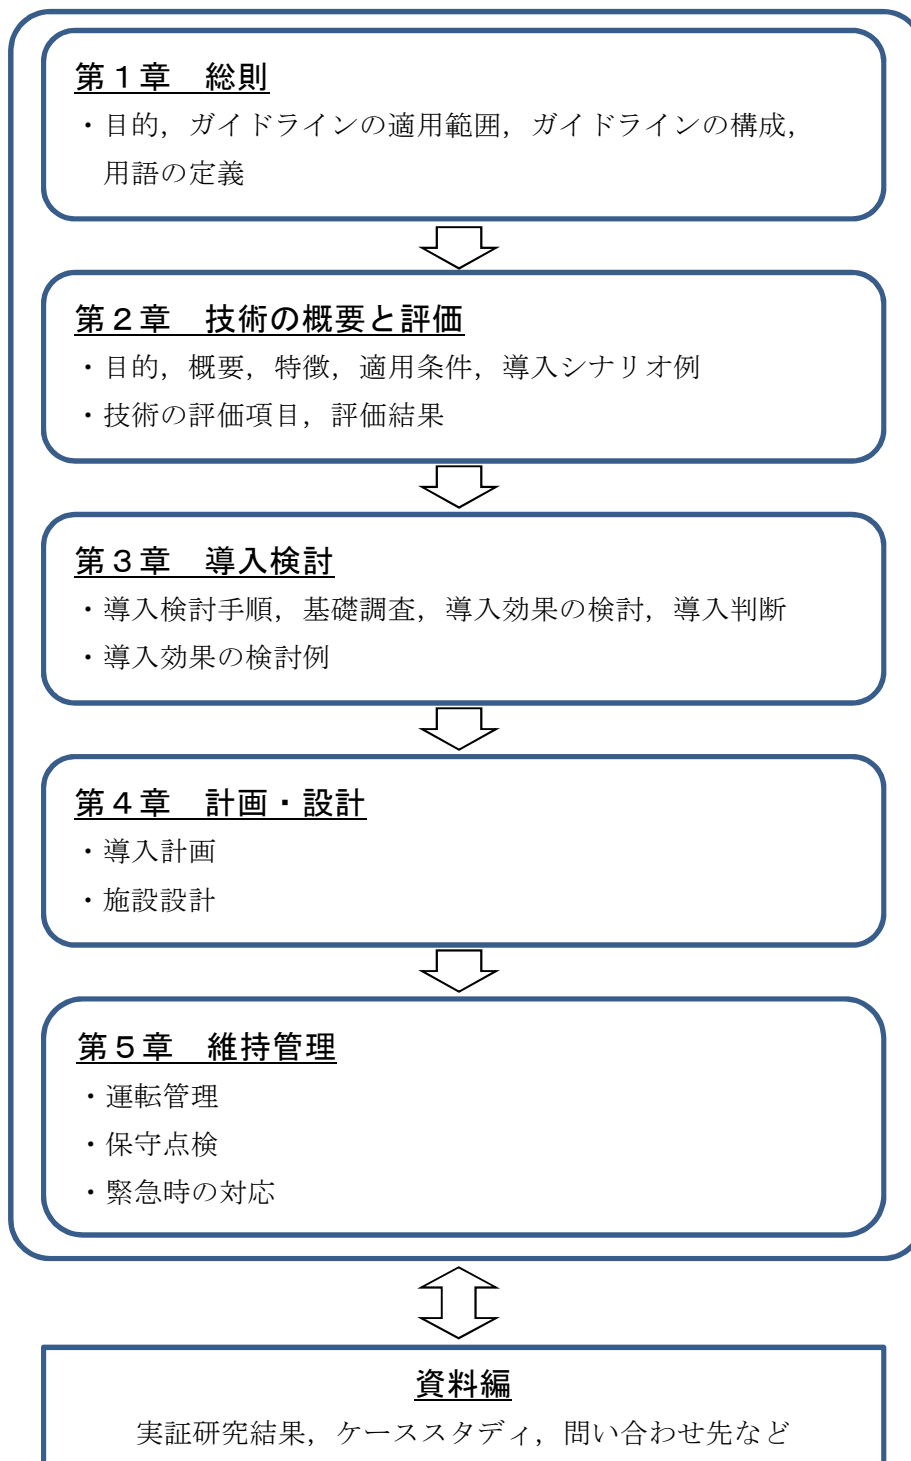 第１章　総則
・目的，ガイドラインの適用範囲，ガイドラインの構成，
用語の定義
第２章　技術の概要と評価
・目的，概要，特徴，適用条件，導入シナリオ例
・技術の評価項目，評価結果
第３章　導入検討
・導入検討手順，基礎調査，導入効果の検討，導入判断
・導入効果の検討例
第４章　計画・設計
・導入計画
・施設設計
第５章　維持管理
・運転管理
・保守点検
・緊急時の対応
資料編
実証研究結果，ケーススタディ，問い合わせ先など